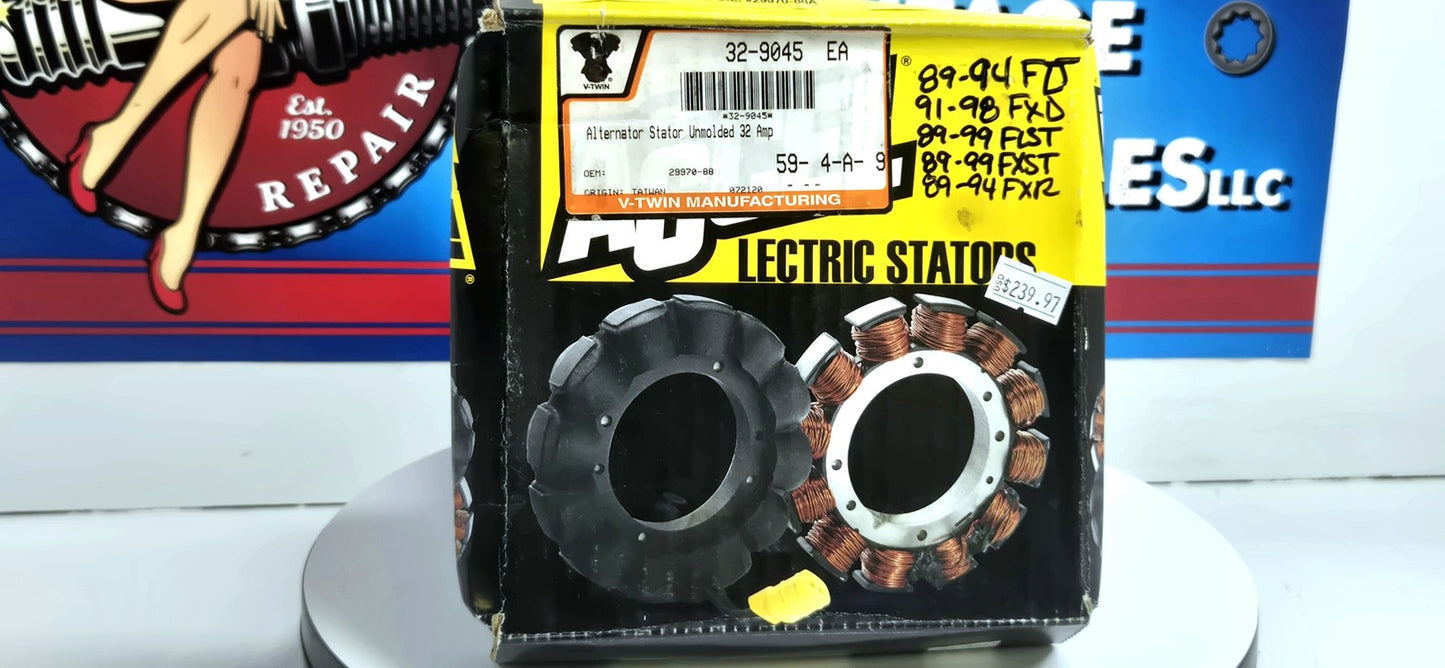 32-9045 EA
V-TWIN
*32-9045*
Alternator Stator Unmolded 32 Amp
59- 4-A- 9
OEM: 29970-88
ORIGIN: TAIWAN 072120
V-TWIN MANUFACTURING
®
89-94 FLT
91-98 FXD
89-99 FLST
89-99 FXST
89-94 FXR
LECTRIC STATORS
USD
$239.97
®
Est.
1950
REPAIR
ES LLC